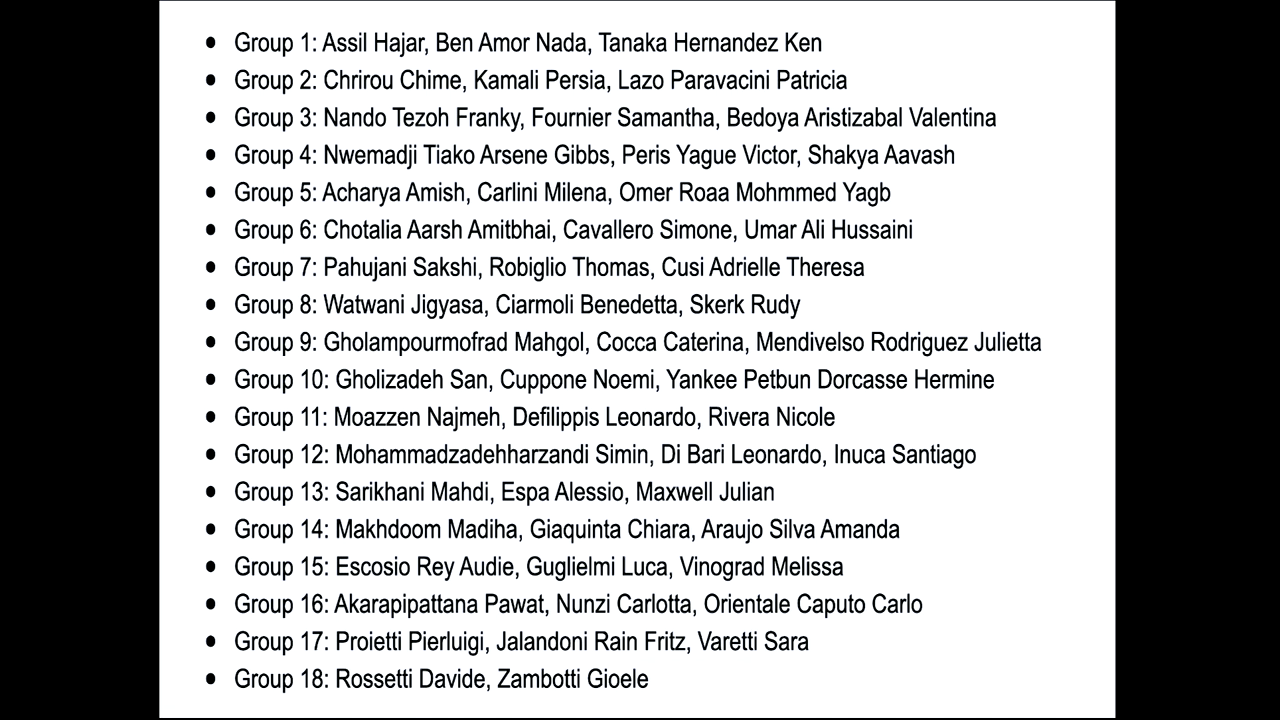 • Group 1: Assil Hajar, Ben Amor Nada, Tanaka Hernandez Ken
• Group 2: Chrirou Chime, Kamali Persia, Lazo Paravacini Patricia
• Group 3: Nando Tezoh Franky, Fournier Samantha, Bedoya Aristizabal Valentina
• Group 4: Nwemadji Tiako Arsene Gibbs, Peris Yague Victor, Shakya Aavash
• Group 5: Acharya Amish, Carlini Milena, Omer Roaa Mohmmed Yagb
• Group 6: Chotalia Aarsh Amitbhai, Cavallero Simone, Umar Ali Hussaini
• Group 7: Pahujani Sakshi, Robiglio Thomas, Cusi Adrielle Theresa
• Group 8: Watwani Jigyasa, Ciarmoli Benedetta, Skerk Rudy
• Group 9: Gholampourmofrad Mahgol, Cocca Caterina, Mendivelso Rodriguez Julietta
• Group 10: Gholizadeh San, Cuppone Noemi, Yankee Petbun Dorcasse Hermine
• Group 11: Moazzen Najmeh, Defilippis Leonardo, Rivera Nicole
• Group 12: Mohammadzadehharzandi Simin, Di Bari Leonardo, Inuca Santiago
• Group 13: Sarikhani Mahdi, Espa Alessio, Maxwell Julian
• Group 14: Makhdoom Madiha, Giaquinta Chiara, Araujo Silva Amanda
• Group 15: Escosio Rey Audie, Guglielmi Luca, Vinograd Melissa
• Group 16: Akarapipattana Pawat, Nunzi Carlotta, Orientale Caputo Carlo
• Group 17: Proietti Pierluigi, Jalandoni Rain Fritz, Varetti Sara
• Group 18: Rossetti Davide, Zambotti Gioele